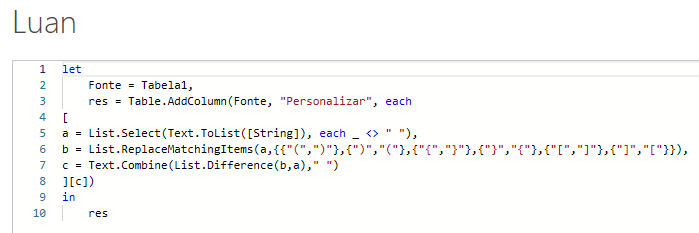 Luan
1 let
2 Fonte = Tabela1,
3 res = Table.AddColumn(Fonte, "Personalizar", each
4 [
5 a = List.Select(Text.ToList([String]), each _ <> " "),
6 b = List.ReplaceMatchingItems(a,{{"(",")"},{")","("},{"{","}"},{"}","{"},{"[","]"},{"]","["}}),
7 c = Text.Combine(List.Difference(b,a)," ")
8 ][c])
9 in
10 res